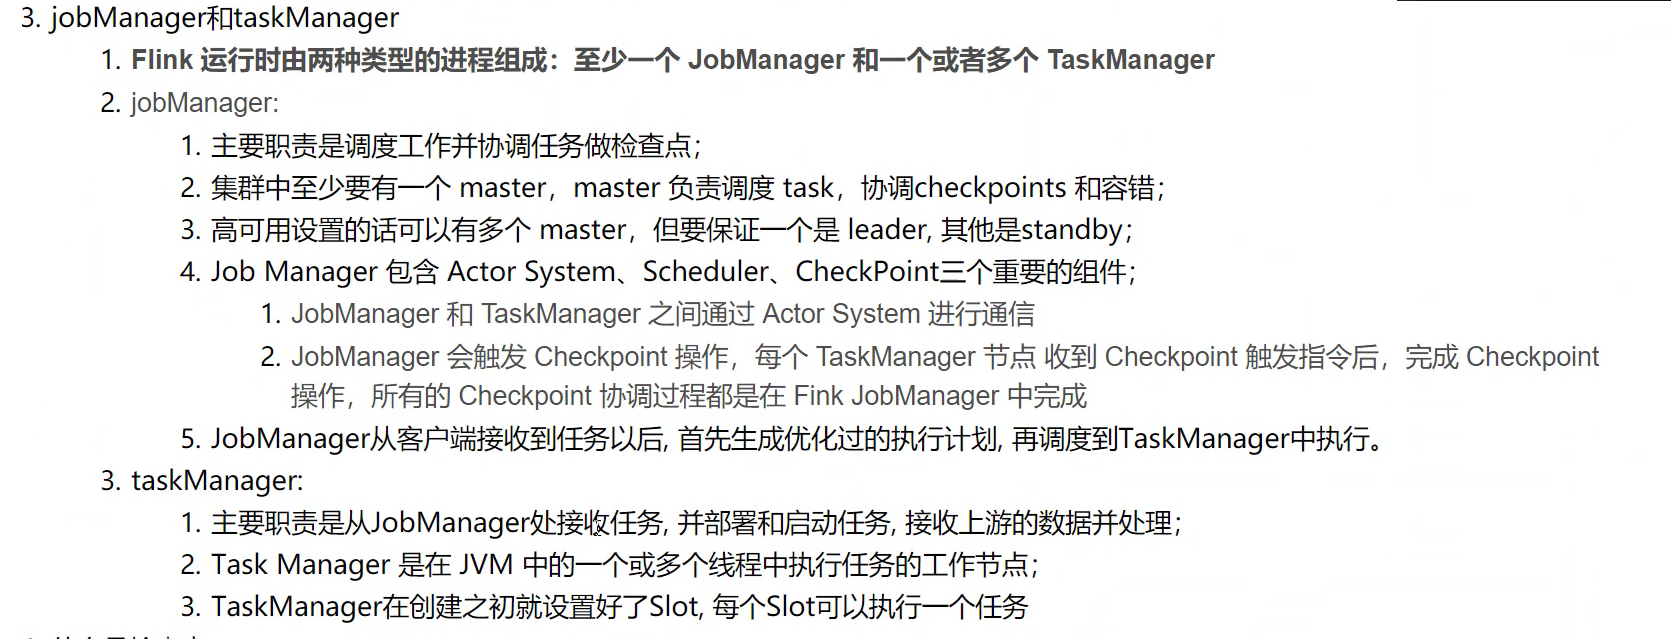 3. jobManager和taskManager
1. Flink 运行时由两种类型的进程组成：至少一个 JobManager 和一个或者多个 TaskManager
2. jobManager:
1. 主要职责是调度工作并协调任务做检查点；
2. 集群中至少要有一个 master，master 负责调度 task，协调checkpoints 和容错；
3. 高可用设置的话可以有多个 master，但要保证一个是 leader, 其他是standby；
4. Job Manager 包含 Actor System、Scheduler、CheckPoint三个重要的组件；
1. JobManager 和 TaskManager 之间通过 Actor System 进行通信
2. JobManager 会触发 Checkpoint 操作，每个 TaskManager 节点 收到 Checkpoint 触发指令后，完成 Checkpoint
操作，所有的 Checkpoint 协调过程都是在 Fink JobManager 中完成
5. JobManager从客户端接收到任务以后, 首先生成优化过的执行计划, 再调度到TaskManager中执行。
3. taskManager:
1. 主要职责是从JobManager处接收任务, 并部署和启动任务, 接收上游的数据并处理；
2. Task Manager 是在 JVM 中的一个或多个线程中执行任务的工作节点；
3. TaskManager在创建之初就设置好了Slot, 每个Slot可以执行一个任务